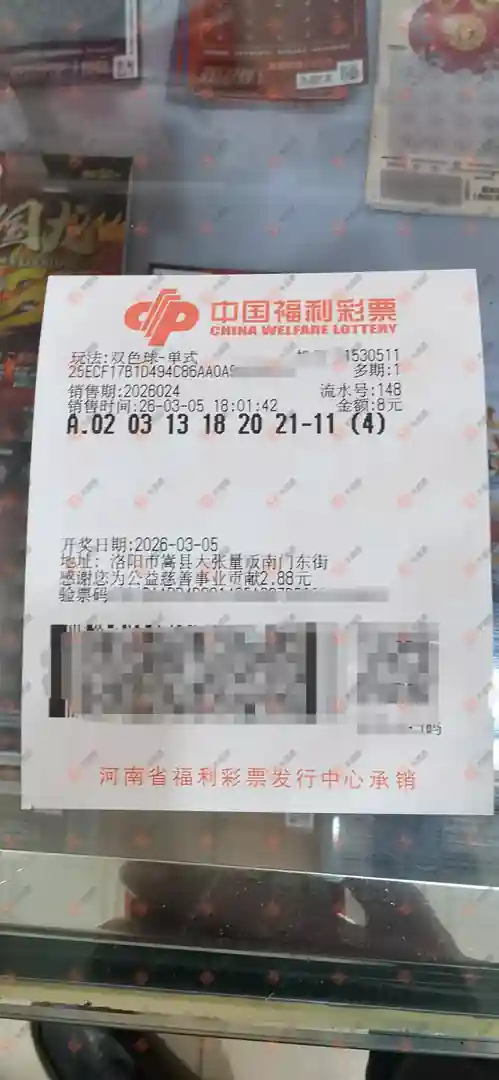 国龙
中国福利彩票
CHINA WELFARE LOTTERY
玩法:双色球-单式 1530511
25ECF17B1D494C86AA0A9 多期:1
销售期:2026024 流水号:148
销售时间:26-03-05 18:01:42 金额:8元
A.02 03 13 18 20 21-11 (4)
开奖日期:2026-03-05
地址: 洛阳市嵩县大张量贩南门东街
感谢您为公益慈善事业贡献2.88元
验票码
码
河南省福利彩票发行中心承销